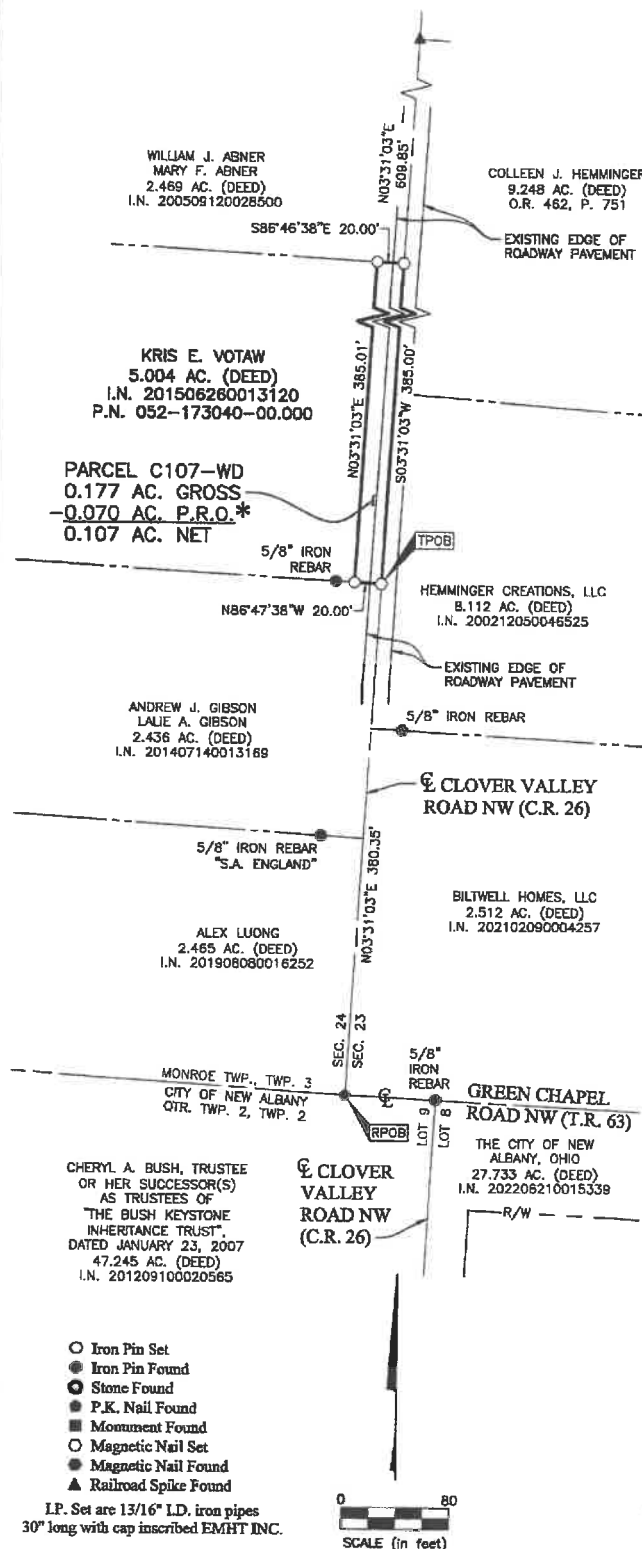 WILLIAM J. ABNER
MARY F. ABNER
2.469 AC. (DEED)
I.N. 200509120028500
N03°31'03"E
609.85'
COLLEEN J. HEMMINGER
9.248 AC. (DEED)
O.R. 462, P. 751
S86°46'38"E 20.00'
EXISTING EDGE OF
ROADWAY PAVEMENT
KRIS E. VOTAW
5.004 AC. (DEED)
I.N. 201506260013120
P.N. 052-173040-00.000
N03°31'03"E 385.01'
S03°31'03"W 385.00'
PARCEL C107-WD
0.177 AC. GROSS
-0.070 AC. P.R.O.*
0.107 AC. NET
5/8" IRON
REBAR
TPOB
N86°47'38"W 20.00'
HEMMINGER CREATIONS, LLC
8.112 AC. (DEED)
I.N. 200212050046525
EXISTING EDGE OF
ROADWAY PAVEMENT
ANDREW J. GIBSON
LALIE A. GIBSON
2.436 AC. (DEED)
I.N. 201407140013169
5/8" IRON REBAR
℄ CLOVER VALLEY
ROAD NW (C.R. 26)
5/8" IRON REBAR
"S.A. ENGLAND"
N03°31'03"E 380.35'
BILTWELL HOMES, LLC
2.512 AC. (DEED)
I.N. 202102090004257
ALEX LUONG
2.465 AC. (DEED)
I.N. 201908080016252
SEC. 24
SEC. 23
5/8"
IRON
REBAR
MONROE TWP., TWP. 3
CITY OF NEW ALBANY
QTR. TWP. 2, TWP. 2
℄
GREEN CHAPEL
ROAD NW (T.R. 63)
RPOB
LOT 9
LOT 8
THE CITY OF NEW
ALBANY, OHIO
27.733 AC. (DEED)
I.N. 202206210015339
R/W
CHERYL A. BUSH, TRUSTEE
OR HER SUCCESSOR(S)
AS TRUSTEES OF
"THE BUSH KEYSTONE
INHERITANCE TRUST",
DATED JANUARY 23, 2007
47.245 AC. (DEED)
I.N. 201209100020565
℄ CLOVER
VALLEY
ROAD NW
(C.R. 26)
Iron Pin Set
Iron Pin Found
Stone Found
P.K. Nail Found
Monument Found
Magnetic Nail Set
Magnetic Nail Found
Railroad Spike Found
I.P. Set are 13/16" I.D. iron pipes
30" long with cap inscribed EMHT INC.
0 80
SCALE (in feet)